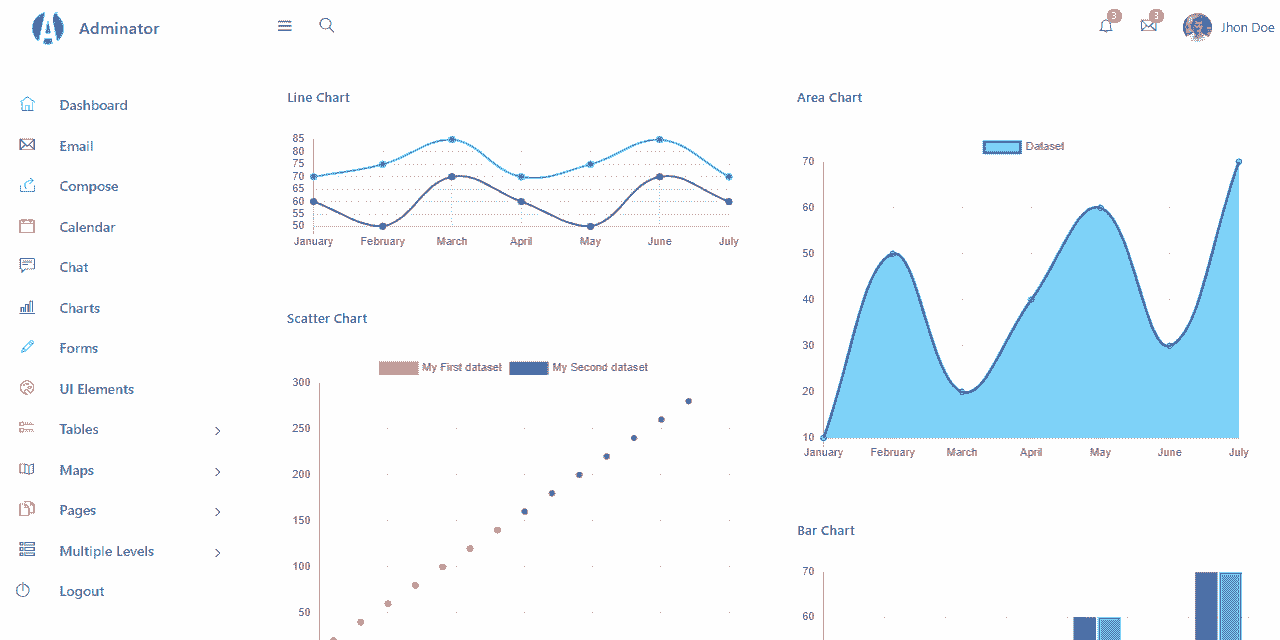 Adminator
3
3
Jhon Doe
Dashboard
Email
Compose
Calendar
Chat
Charts
Forms
UI Elements
Tables
Maps
Pages
Multiple Levels
Logout
Line Chart
85
80
75
70
65
60
55
50
January February March April May June July
Scatter Chart
My First dataset My Second dataset
300
250
200
150
100
50
Area Chart
Dataset
70
60
50
40
30
20
10
January February March April May June July
Bar Chart
70
60